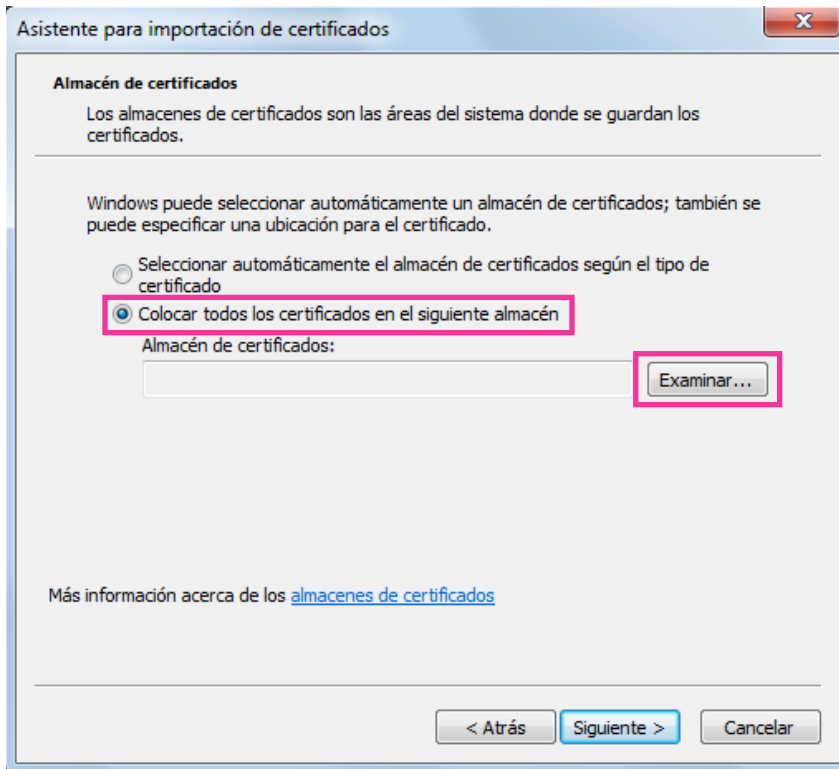 Asistente para importación de certificados
Almacén de certificados
Los almacenes de certificados son las áreas del sistema donde se guardan los
certificados.
Windows puede seleccionar automáticamente un almacén de certificados; también se
puede especificar una ubicación para el certificado.
Seleccionar automáticamente el almacén de certificados según el tipo de
certificado
Colocar todos los certificados en el siguiente almacén
Almacén de certificados:
Examinar...
Más información acerca de los almacenes de certificados
< Atrás Siguiente > Cancelar